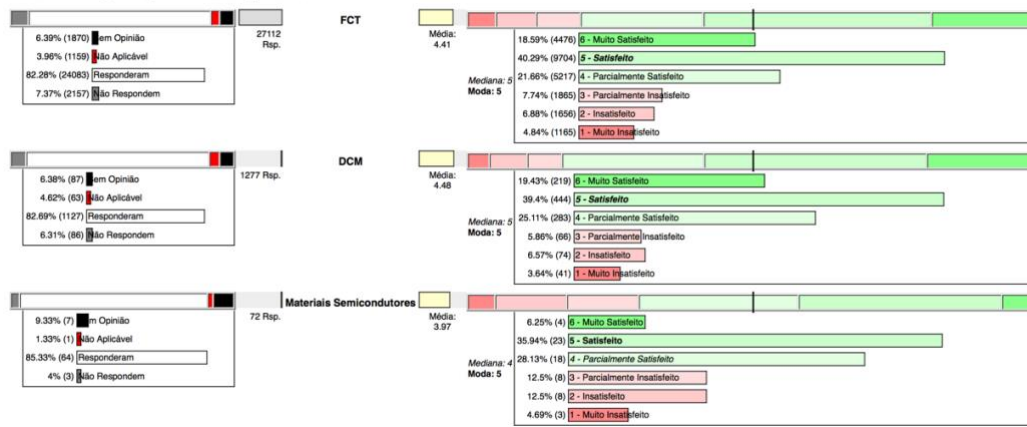 FCT
27112
Rsp.
Média:
4.41
6.39% (1870) em Opinião
3.96% (1159) Não Aplicável
82.28% (24083) Responderam
7.37% (2157) Não Respondem
Mediana: 5
Moda: 5
18.59% (4476) 6 - Muito Satisfeito
40.29% (9704) 5 - Satisfeito
21.66% (5217) 4 - Parcialmente Satisfeito
7.74% (1865) 3 - Parcialmente Insatisfeito
6.88% (1656) 2 - Insatisfeito
4.84% (1165) 1 - Muito Insatisfeito
DCM
1277 Rsp.
Média:
4.48
6.38% (87) em Opinião
4.62% (63) Não Aplicável
82.69% (1127) Responderam
6.31% (86) Não Respondem
Mediana: 5
Moda: 5
19.43% (219) 6 - Muito Satisfeito
39.4% (444) 5 - Satisfeito
25.11% (283) 4 - Parcialmente Satisfeito
5.86% (66) 3 - Parcialmente Insatisfeito
6.57% (74) 2 - Insatisfeito
3.64% (41) 1 - Muito Insatisfeito
Materiais Semicondutores
72 Rsp.
Média:
3.97
9.33% (7) m Opinião
1.33% (1) Não Aplicável
85.33% (64) Responderam
4% (3) Não Respondem
Mediana: 4
Moda: 5
6.25% (4) 6 - Muito Satisfeito
35.94% (23) 5 - Satisfeito
28.13% (18) 4 - Parcialmente Satisfeito
12.5% (8) 3 - Parcialmente Insatisfeito
12.5% (8) 2 - Insatisfeito
4.69% (3) 1 - Muito Insatisfeito